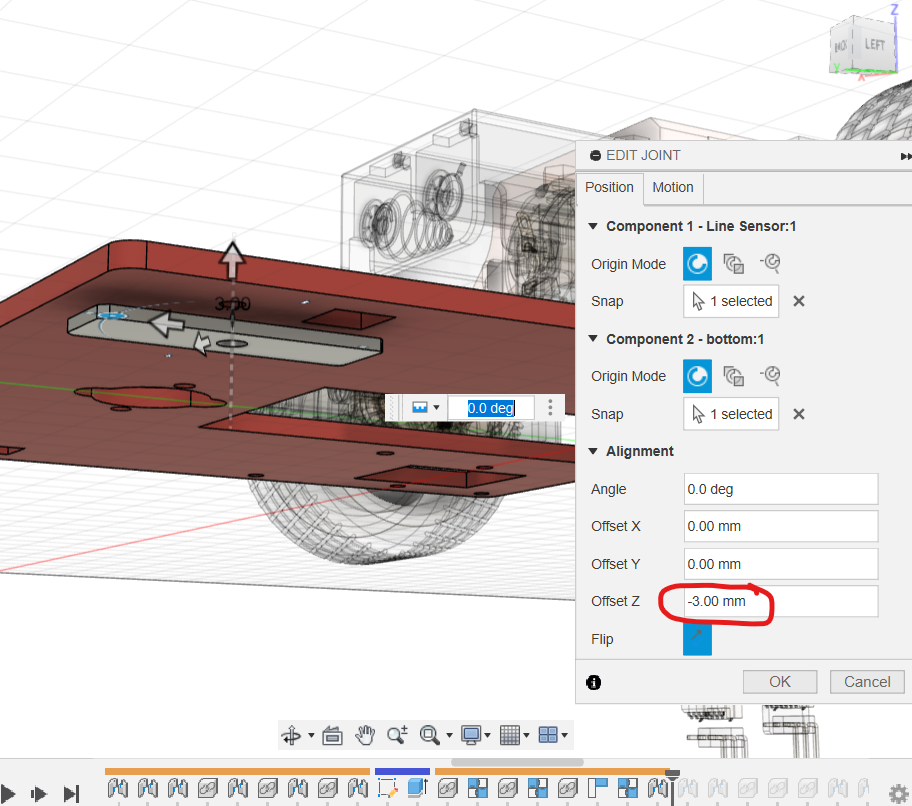 Z
LEFT
Y
X
EDIT JOINT
Position
Motion
Component 1 - Line Sensor:1
Origin Mode
Snap
1 selected
Component 2 - bottom:1
Origin Mode
Snap
1 selected
0.0 deg
Alignment
Angle
0.0 deg
Offset X
0.00 mm
Offset Y
0.00 mm
Offset Z
-3.00 mm
Flip
OK
Cancel